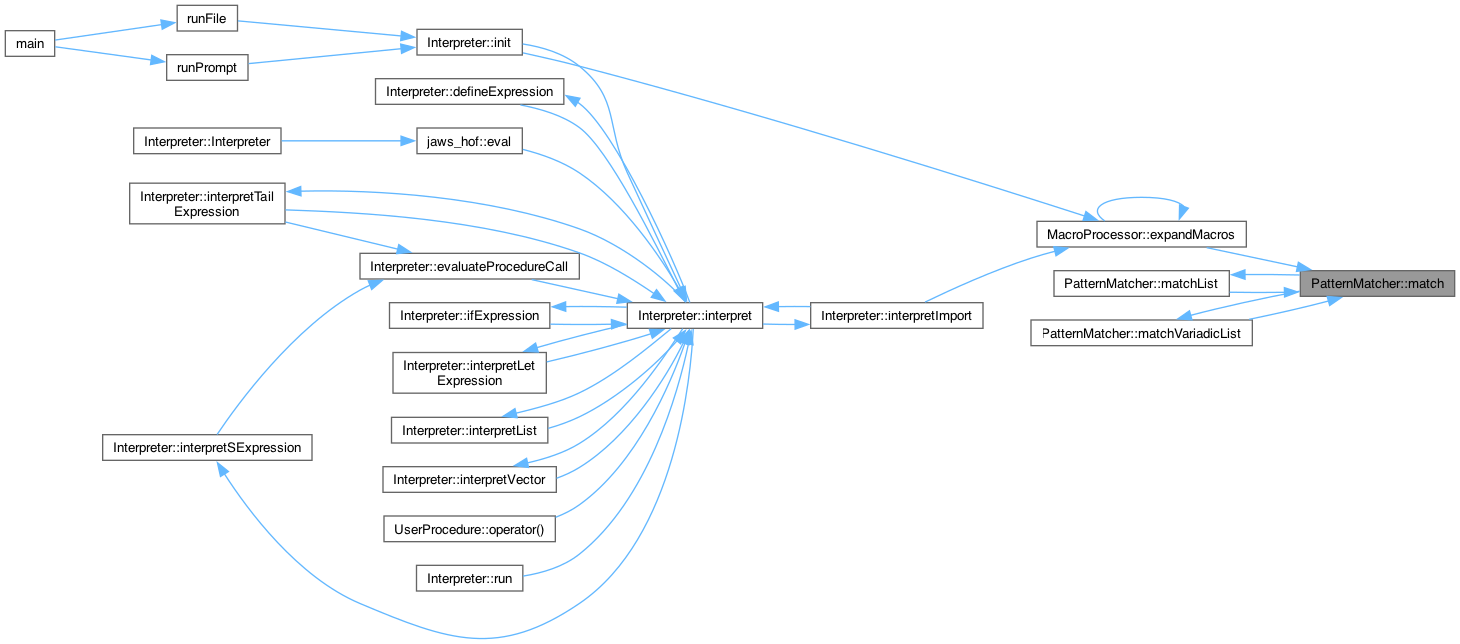 main
runFile
runPrompt
Interpreter::init
Interpreter::defineExpression
Interpreter::Interpreter
jaws_hof::eval
Interpreter::interpretTail
Expression
Interpreter::evaluateProcedureCall
Interpreter::ifExpression
Interpreter::interpret
Interpreter::interpretImport
Interpreter::interpretLet
Expression
Interpreter::interpretList
Interpreter::interpretSExpression
Interpreter::interpretVector
UserProcedure::operator()
Interpreter::run
MacroProcessor::expandMacros
PatternMatcher::matchList
PatternMatcher::match
PatternMatcher::matchVariadicList